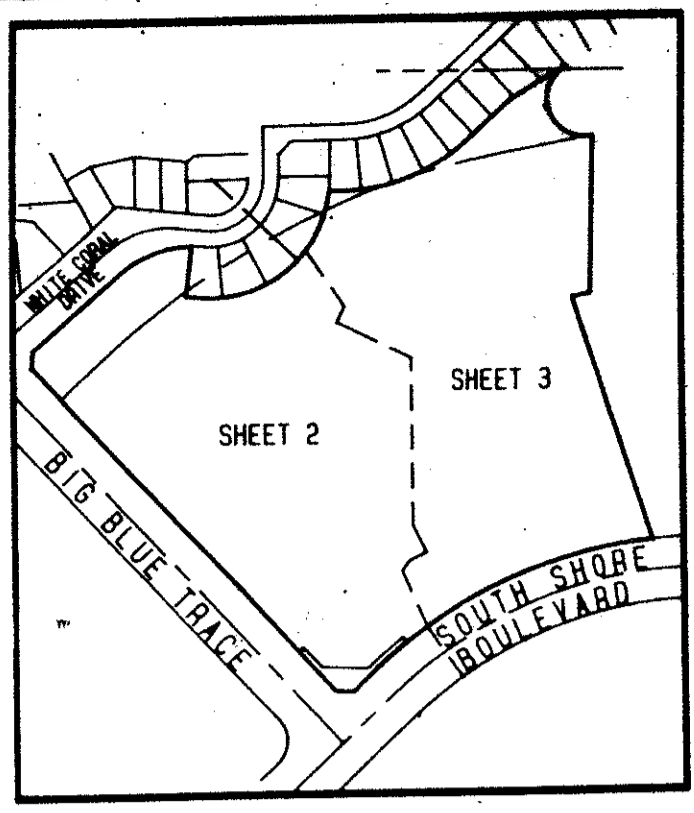 WHITE CORAL
DRIVE
SHEET 3
SHEET 2
BIG BLUE TRACE
SOUTH SHORE
BOULEVARD